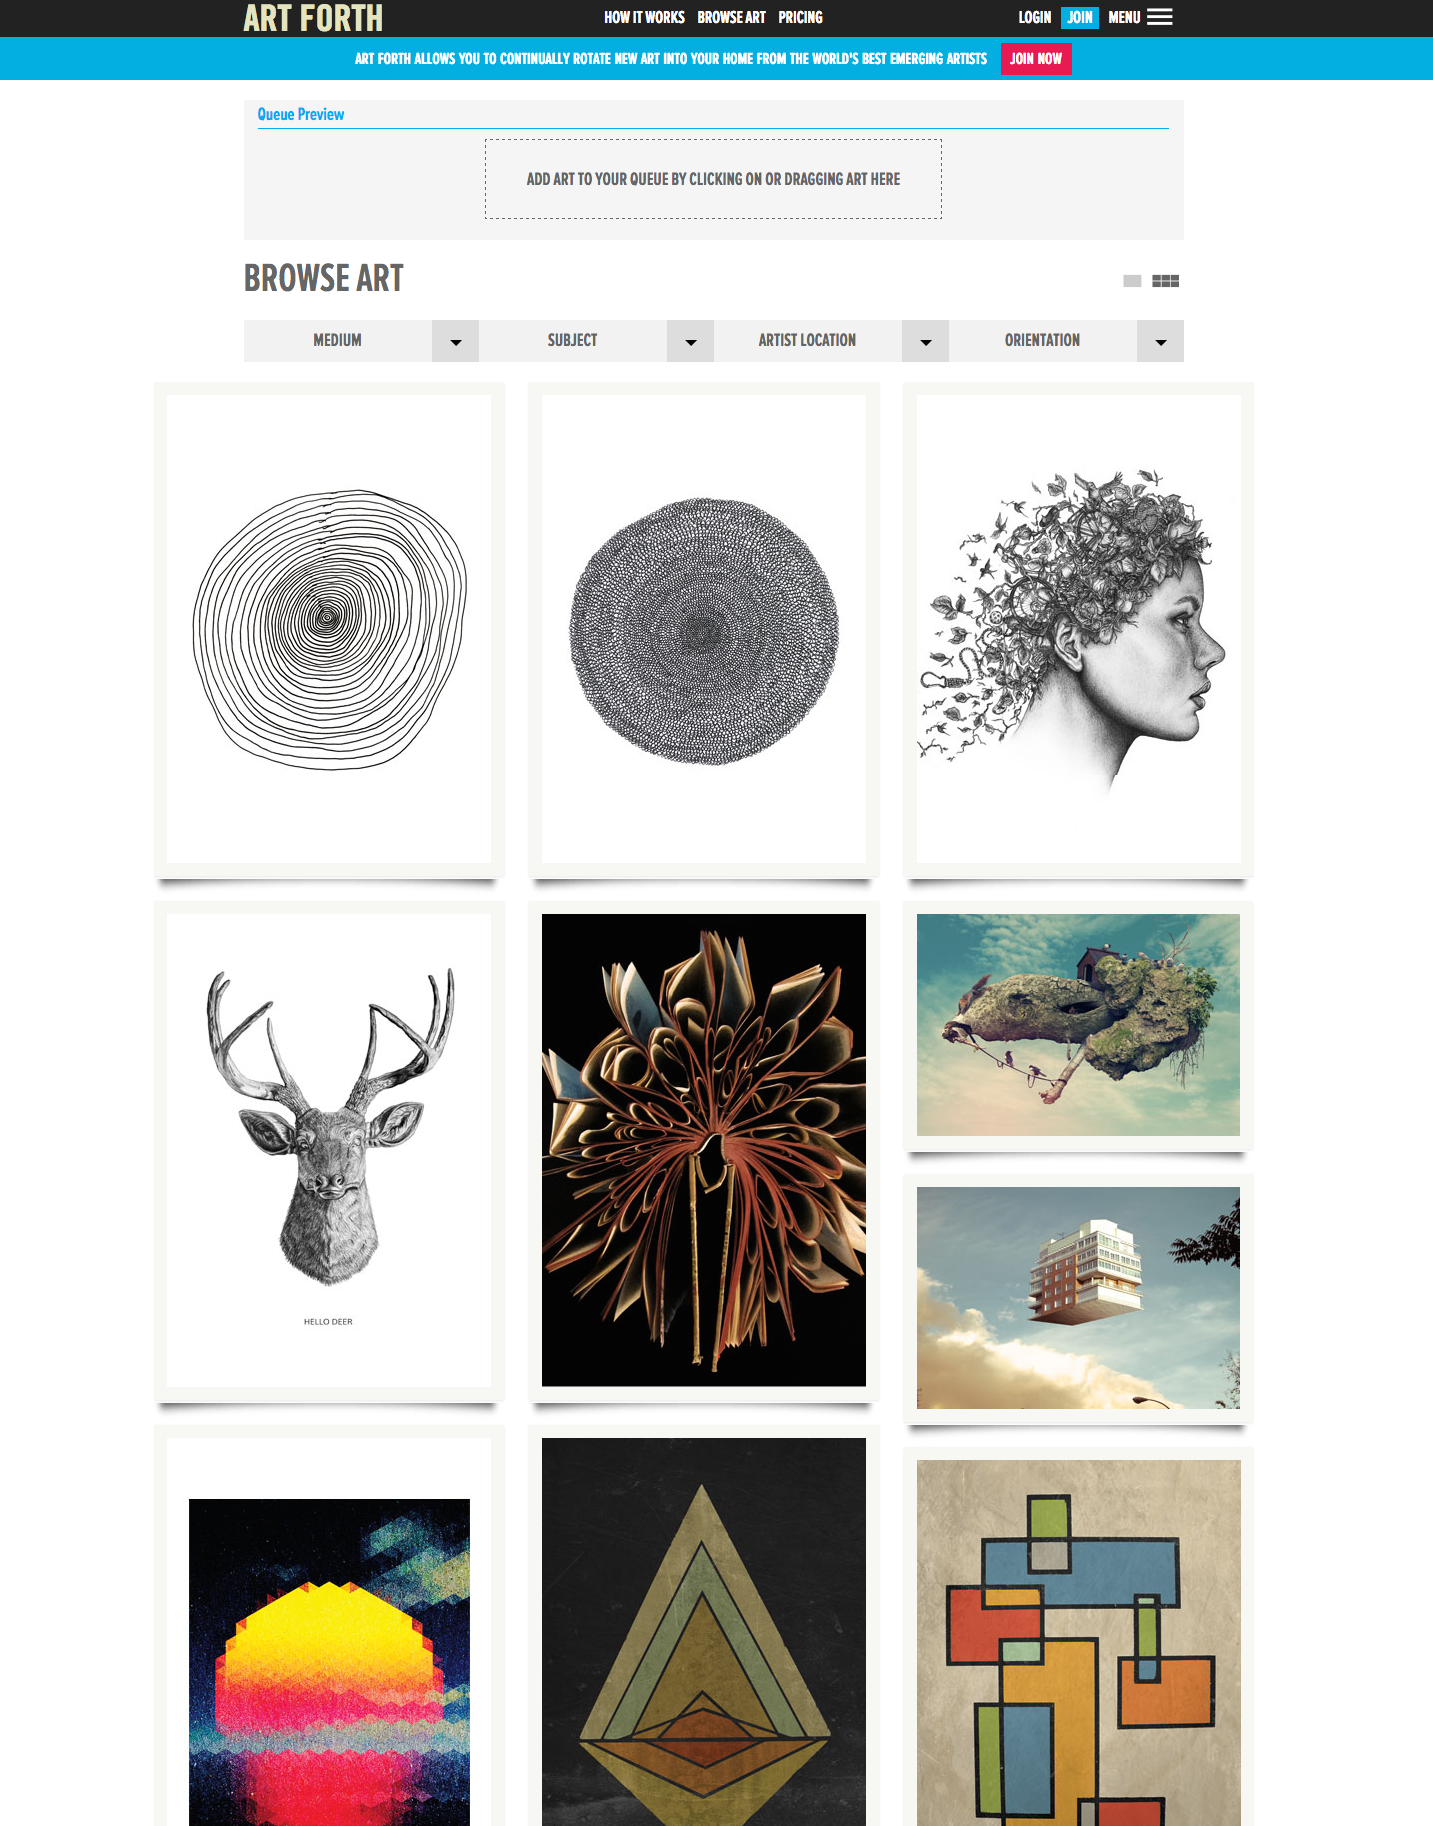 ART FORTH
HOW IT WORKS BROWSE ART PRICING
LOGIN JOIN MENU
ART FORTH ALLOWS YOU TO CONTINUALLY ROTATE NEW ART INTO YOUR HOME FROM THE WORLD'S BEST EMERGING ARTISTS JOIN NOW
Queue Preview
ADD ART TO YOUR QUEUE BY CLICKING ON OR DRAGGING ART HERE
BROWSE ART
MEDIUM SUBJECT ARTIST LOCATION ORIENTATION
HELLO DEER